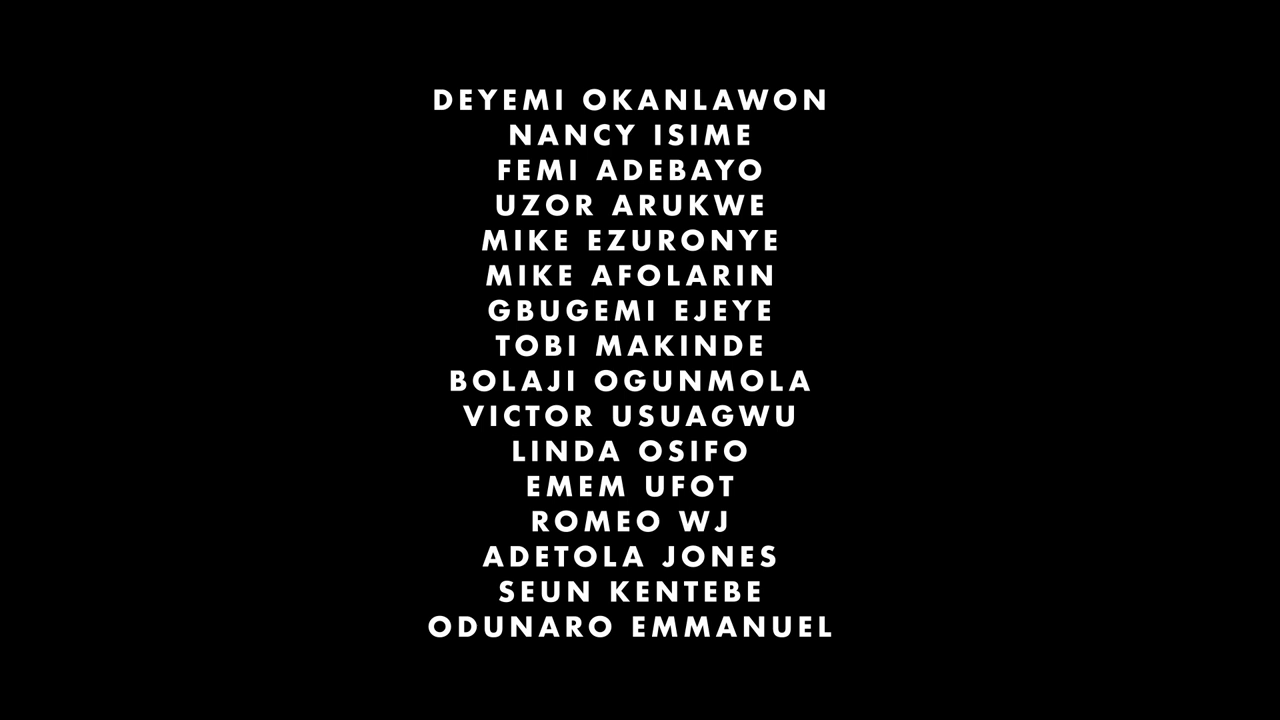 DEYEMI OKANLAWON
NANCY ISIME
FEMI ADEBAYO
UZOR ARUKWE
MIKE EZURONYE
MIKE AFOLARIN
GBUGEMI EJEYE
TOBI MAKINDE
BOLAJI OGUNMOLA
VICTOR USUAGWU
LINDA OSIFO
EMEM UFOT
ROMEO WJ
ADETOLA JONES
SEUN KENTEBE
ODUNARO EMMANUEL